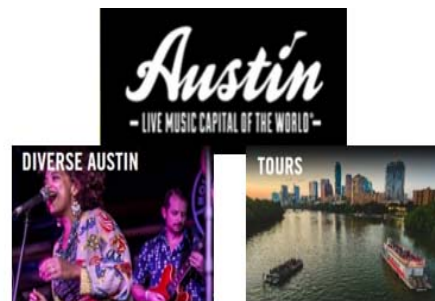 Austin
– LIVE MUSIC CAPITAL OF THE WORLD®–
DIVERSE AUSTIN
TOURS